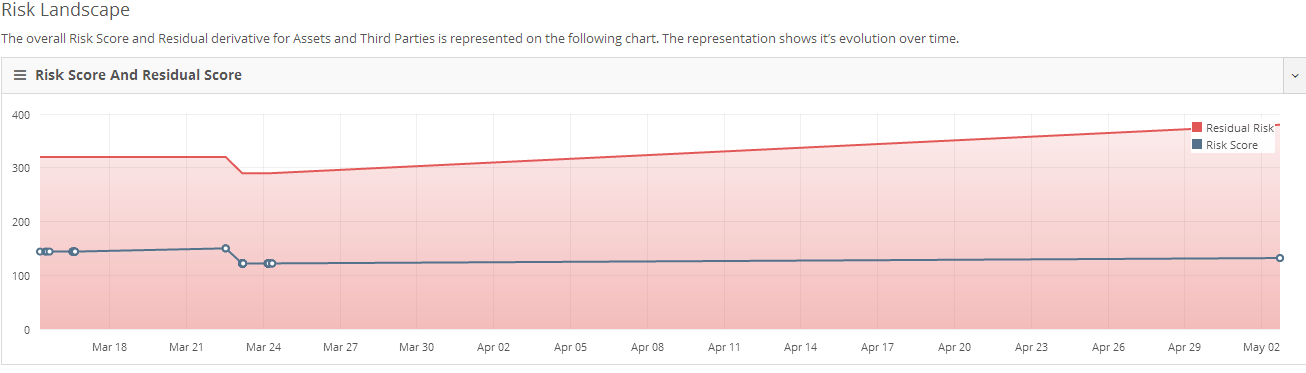 Risk Landscape
The overall Risk Score and Residual derivative for Assets and Third Parties is represented on the following chart. The representation shows it's evolution over time.
Risk Score And Residual Score
400
300
200
100
0
Residual Risk
Risk Score
Mar 18 Mar 21 Mar 24 Mar 27 Mar 30 Apr 02 Apr 05 Apr 08 Apr 11 Apr 14 Apr 17 Apr 20 Apr 23 Apr 26 Apr 29 May 02